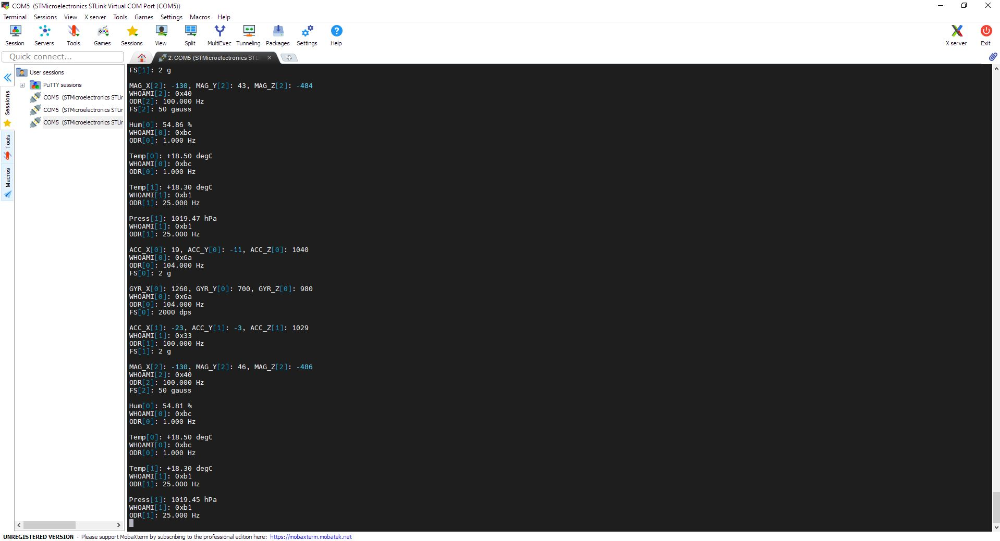 COM5 (STMicroelectronics STLink Virtual COM Port (COM5))
Terminal Sessions View X server Tools Games Settings Macros Help
Session Servers Tools Games Sessions View Split MultiExec Tunneling Packages Settings Help X server Exit
Quick connect...
2. COM5 (STMicroelectronics ST
User sessions
PuTTY sessions
COM5 (STMicroelectronics STLin
COM5 (STMicroelectronics STLin
COM5 (STMicroelectronics STLin
Sessions
Tools
Macros
FS[1]: 2 g
MAG_X[2]: -130, MAG_Y[2]: 43, MAG_Z[2]: -484
WHOAMI[2]: 0x40
ODR[2]: 100.000 Hz
FS[2]: 50 gauss
Hum[0]: 54.86 %
WHOAMI[0]: 0xbc
ODR[0]: 1.000 Hz
Temp[0]: +18.50 degC
WHOAMI[0]: 0xbc
ODR[0]: 1.000 Hz
Temp[1]: +18.30 degC
WHOAMI[1]: 0xb1
ODR[1]: 25.000 Hz
Press[1]: 1019.47 hPa
WHOAMI[1]: 0xb1
ODR[1]: 25.000 Hz
ACC_X[0]: 19, ACC_Y[0]: -11, ACC_Z[0]: 1040
WHOAMI[0]: 0x6a
ODR[0]: 104.000 Hz
FS[0]: 2 g
GYR_X[0]: 1260, GYR_Y[0]: 700, GYR_Z[0]: 980
WHOAMI[0]: 0x6a
ODR[0]: 104.000 Hz
FS[0]: 2000 dps
ACC_X[1]: -23, ACC_Y[1]: -3, ACC_Z[1]: 1029
WHOAMI[1]: 0x33
ODR[1]: 100.000 Hz
FS[1]: 2 g
MAG_X[2]: -130, MAG_Y[2]: 46, MAG_Z[2]: -486
WHOAMI[2]: 0x40
ODR[2]: 100.000 Hz
FS[2]: 50 gauss
Hum[0]: 54.81 %
WHOAMI[0]: 0xbc
ODR[0]: 1.000 Hz
Temp[0]: +18.50 degC
WHOAMI[0]: 0xbc
ODR[0]: 1.000 Hz
Temp[1]: +18.30 degC
WHOAMI[1]: 0xb1
ODR[1]: 25.000 Hz
Press[1]: 1019.45 hPa
WHOAMI[1]: 0xb1
ODR[1]: 25.000 Hz
UNREGISTERED VERSION - Please support MobaXterm by subscribing to the professional edition here: https://mobaxterm.mobatek.net